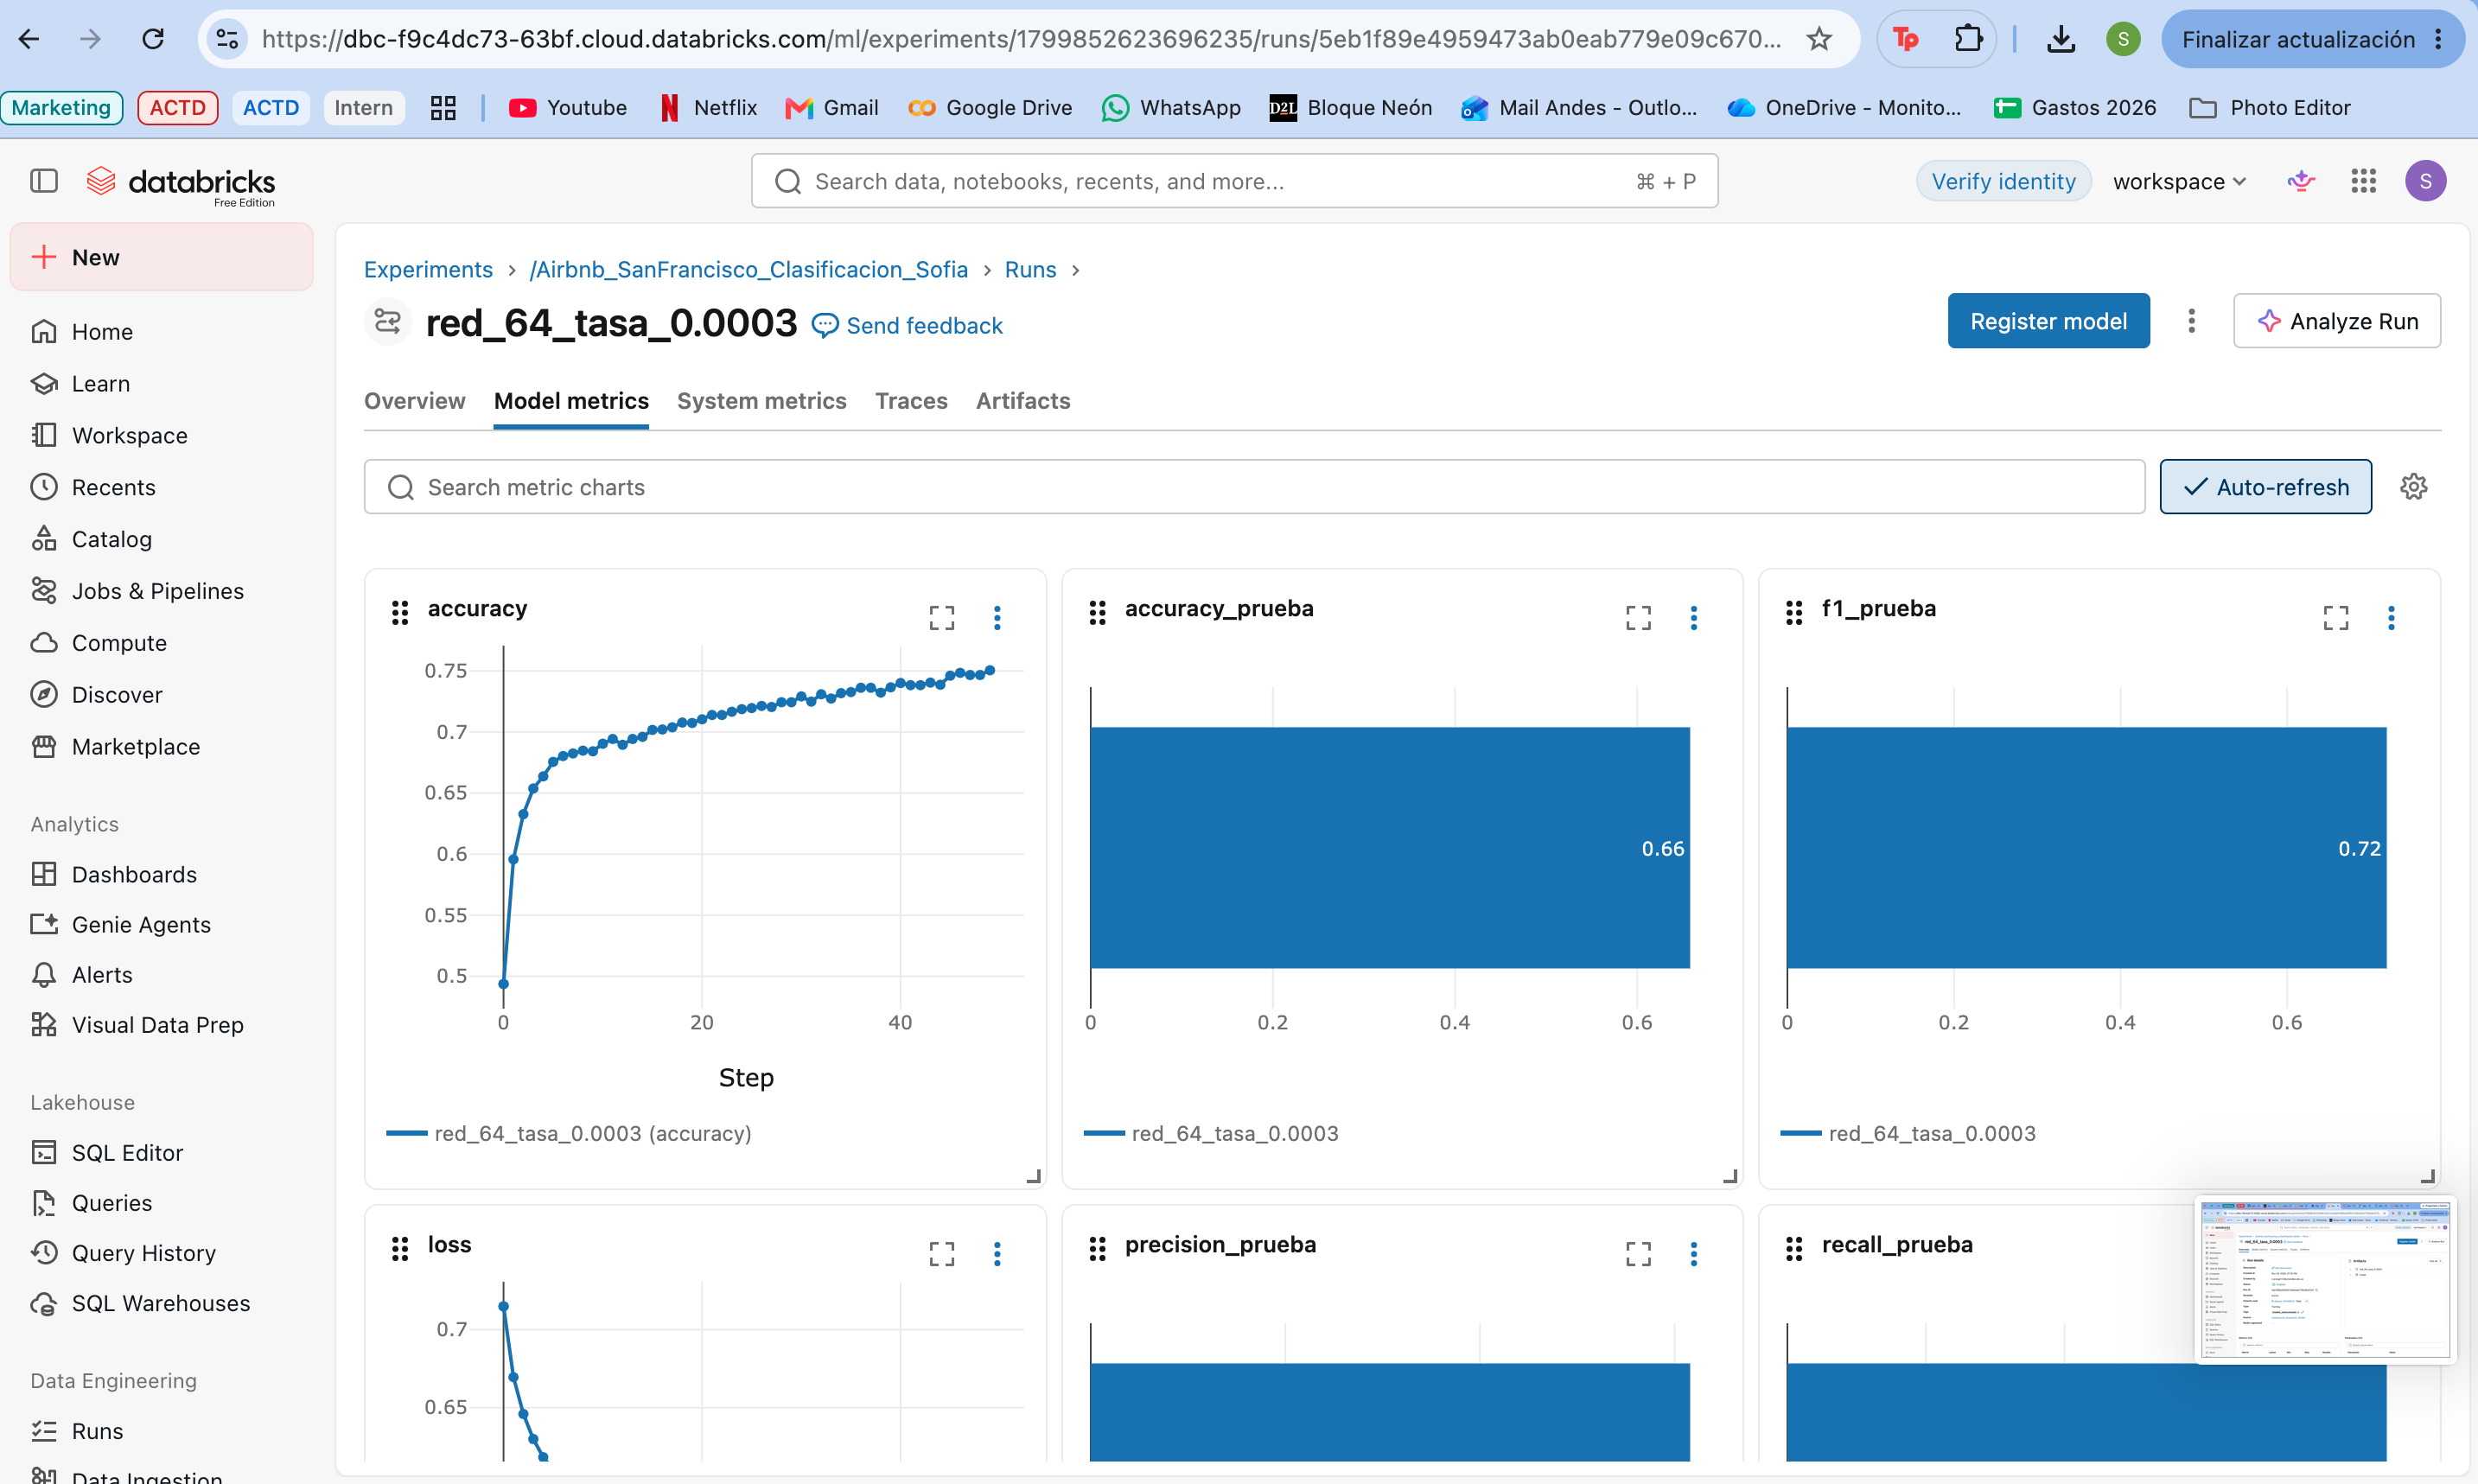 https://dbc-f9c4dc73-63bf.cloud.databricks.com/ml/experiments/1799852623696235/runs/5eb1f89e4959473ab0eab779e09c670...
Tp
S
Finalizar actualización
Marketing
ACTD
ACTD
Intern
Youtube
Netflix
Gmail
Google Drive
WhatsApp
D2L
Bloque Neón
Mail Andes - Outlo...
OneDrive - Monito...
Gastos 2026
Photo Editor
databricks
Free Edition
Search data, notebooks, recents, and more...
⌘ + P
Verify identity
workspace
S
New
Home
Learn
Workspace
Recents
Catalog
Jobs & Pipelines
Compute
Discover
Marketplace
Analytics
Dashboards
Genie Agents
Alerts
Visual Data Prep
Lakehouse
SQL Editor
Queries
Query History
SQL Warehouses
Data Engineering
Runs
Data Ingestion
Experiments > /Airbnb_SanFrancisco_Clasificacion_Sofia > Runs >
red_64_tasa_0.0003
Send feedback
Register model
Analyze Run
Overview
Model metrics
System metrics
Traces
Artifacts
Search metric charts
Auto-refresh
accuracy
0.75
0.7
0.65
0.6
0.55
0.5
0
20
40
Step
red_64_tasa_0.0003 (accuracy)
accuracy_prueba
0.66
0
0.2
0.4
0.6
red_64_tasa_0.0003
f1_prueba
0.72
0
0.2
0.4
0.6
red_64_tasa_0.0003
loss
0.7
0.65
precision_prueba
recall_prueba